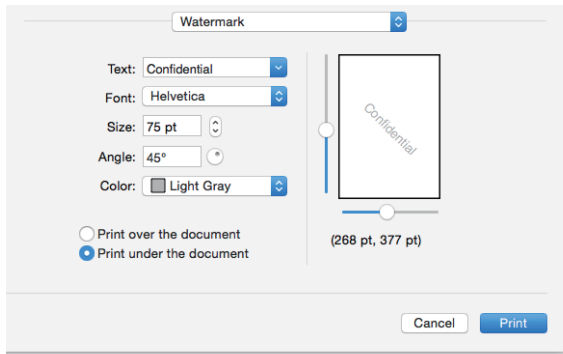 Watermark
Text: Confidential
Font: Helvetica
Size: 75 pt
Angle: 45°
Color: Light Gray
Print over the document
Print under the document
Confidential
(268 pt, 377 pt)
Cancel Print